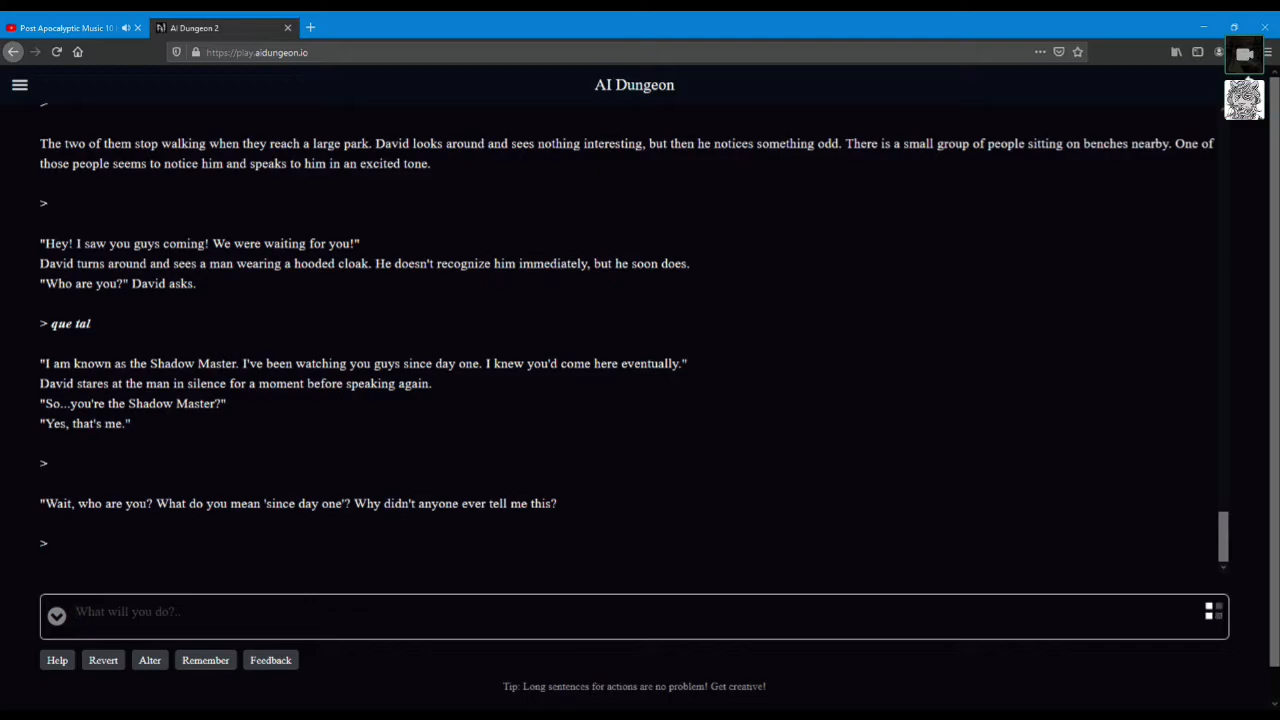 Post Apocalyptic Music 10
AI Dungeon 2
https://play.aidungeon.io
AI Dungeon
>
The two of them stop walking when they reach a large park. David looks around and sees nothing interesting, but then he notices something odd. There is a small group of people sitting on benches nearby. One of
those people seems to notice him and speaks to him in an excited tone.
>
"Hey! I saw you guys coming! We were waiting for you!"
David turns around and sees a man wearing a hooded cloak. He doesn't recognize him immediately, but he soon does.
"Who are you?" David asks.
> que tal
"I am known as the Shadow Master. I've been watching you guys since day one. I knew you'd come here eventually."
David stares at the man in silence for a moment before speaking again.
"So...you're the Shadow Master?"
"Yes, that's me."
>
"Wait, who are you? What do you mean 'since day one'? Why didn't anyone ever tell me this?
>
What will you do?..
Help Revert Alter Remember Feedback
Tip: Long sentences for actions are no problem! Get creative!